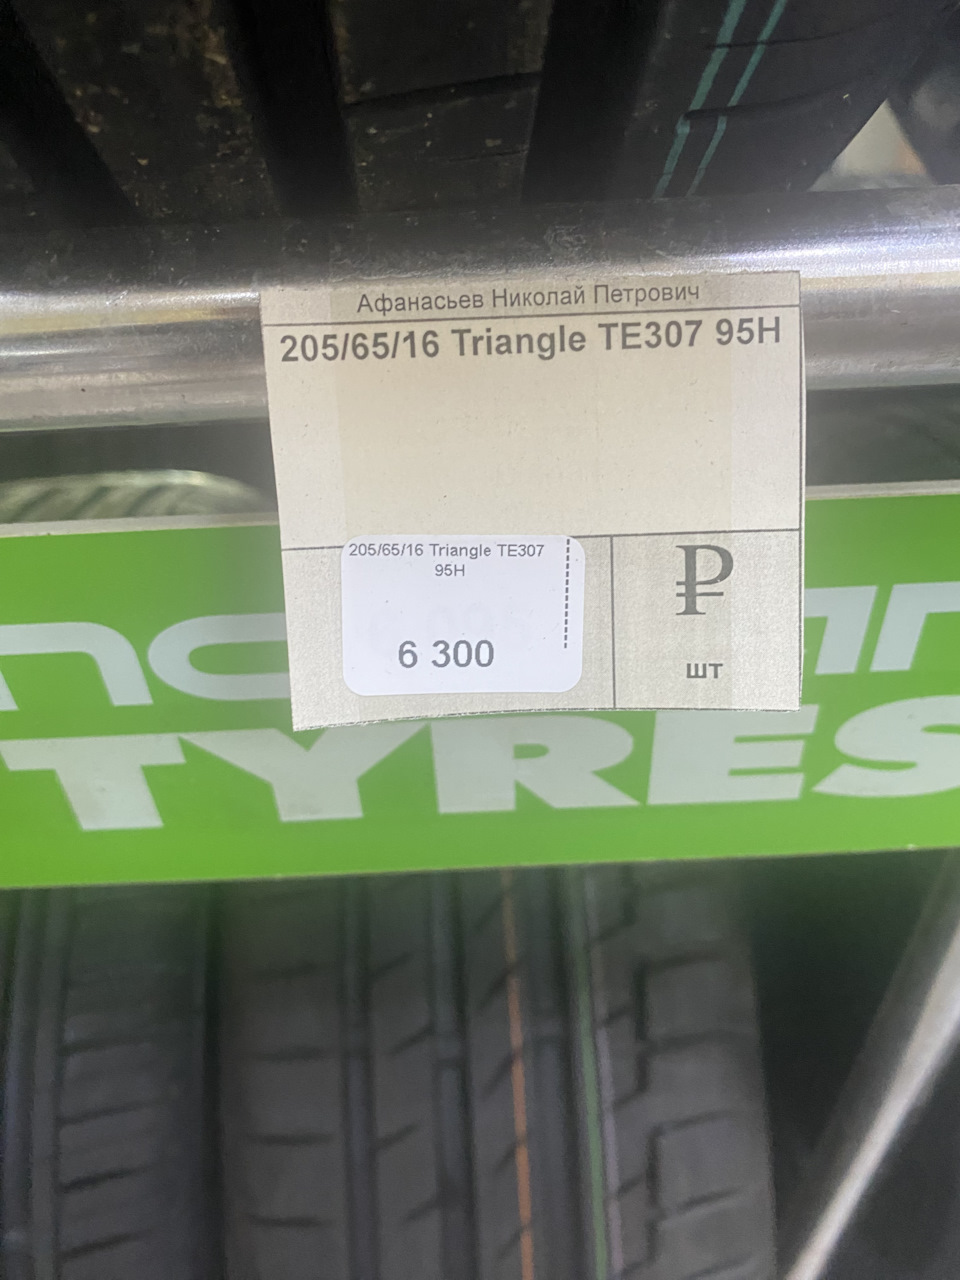 Афанасьев Николай Петрович
205/65/16 Triangle TE307 95H
205/65/16 Triangle TE307
95H
6 300
₽
шт
TYRES